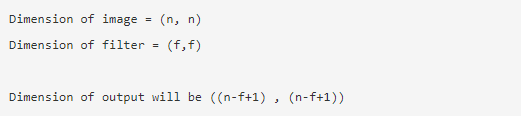 Dimension of image = (n, n)
Dimension of filter = (f,f)
Dimension of output will be ((n-f+1) , (n-f+1))